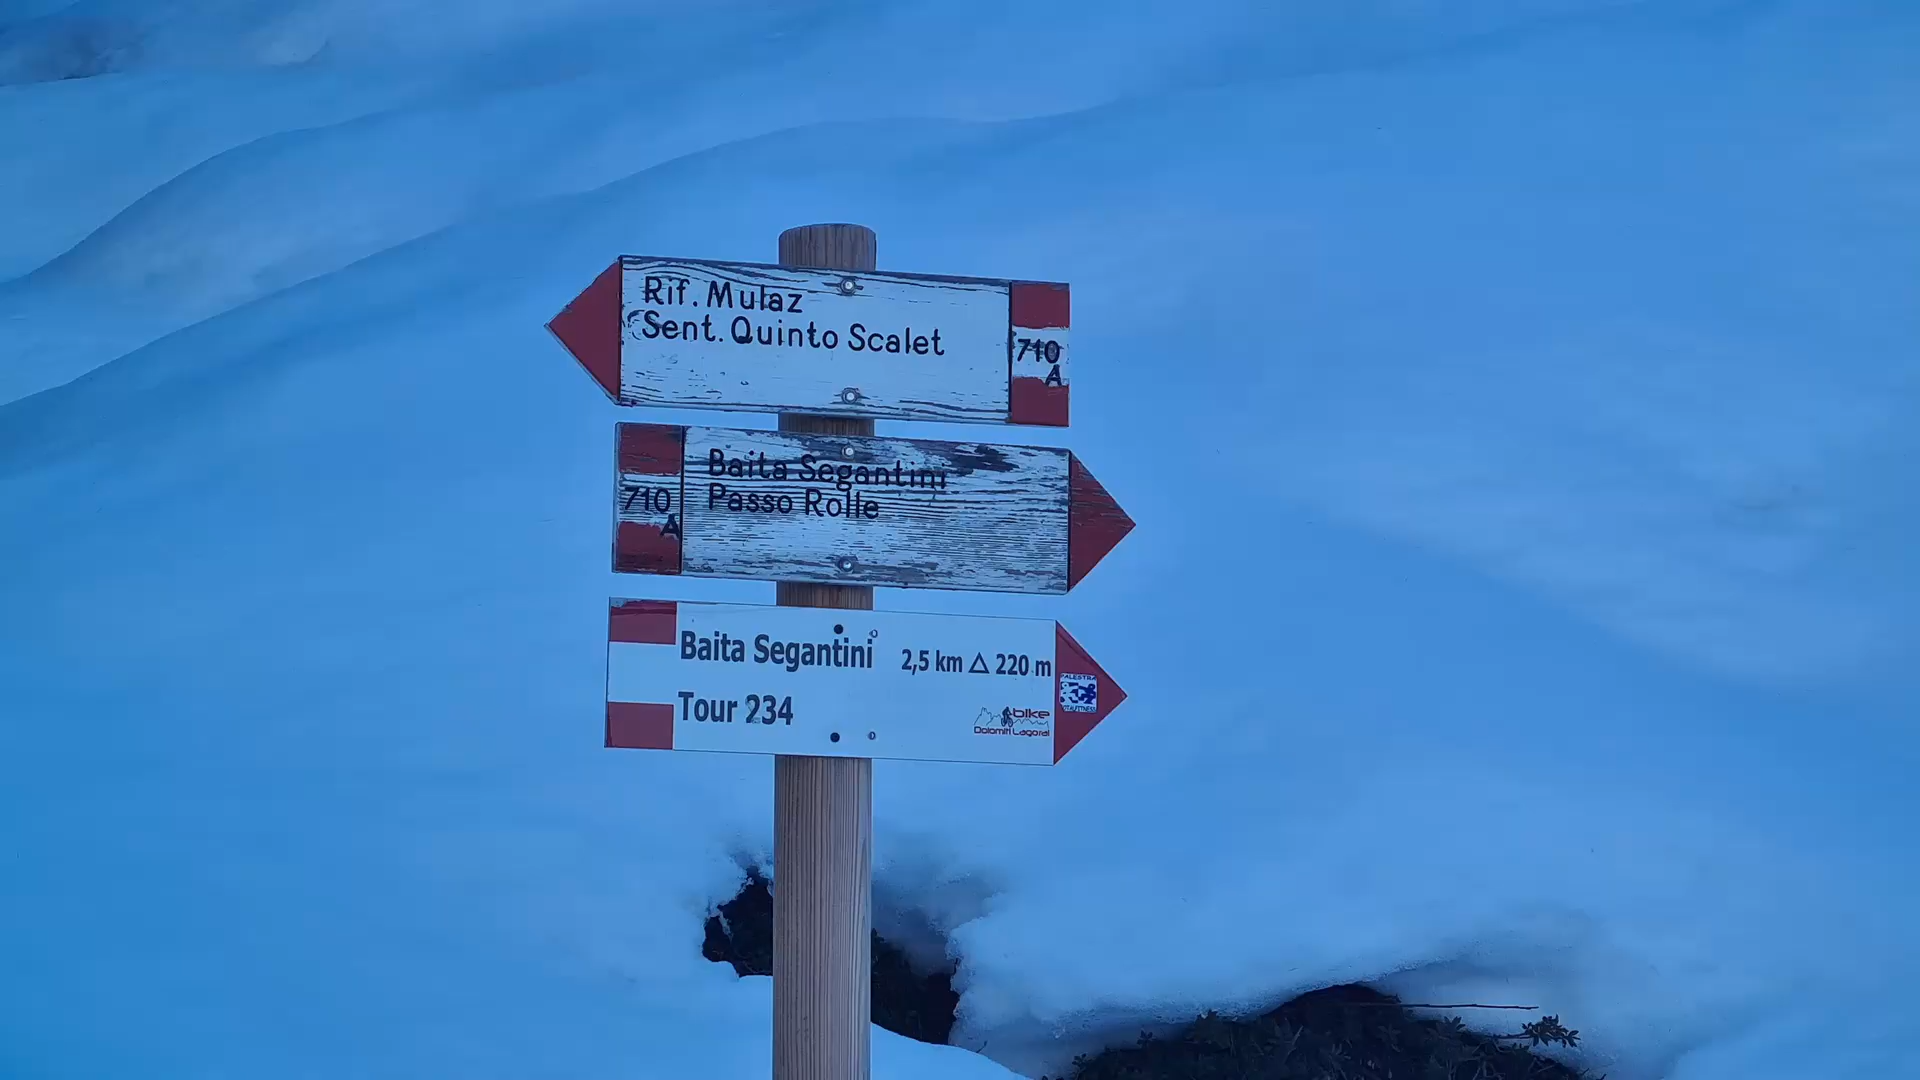 Rif. Mulaz
Sent. Quinto Scalet
710
A
Baita Segantini
Passo Rolle
710
A
Baita Segantini 2,5 km Δ 220 m
Tour 234
bike
Dolomiti Lagorai
PALESTRA